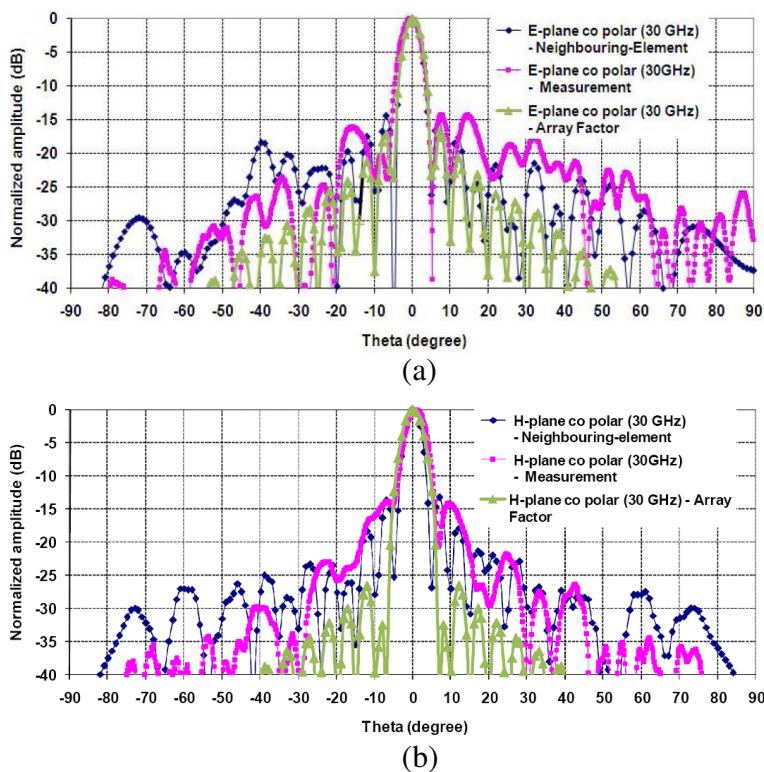 0
-5
-10
-15
-20
-25
-30
-35
-40
Normalized amplitude (dB)
E-plane co polar (30 GHz)
- Neighbouring-Element
E-plane co polar (30GHz)
- Measurement
E-plane co polar (30 GHz)
- Array Factor
-90 -80 -70 -60 -50 -40 -30 -20 -10 0 10 20 30 40 50 60 70 80 90
Theta (degree)
(a)
0
-5
-10
-15
-20
-25
-30
-35
-40
Normalized amplitude (dB)
H-plane co polar (30 GHz)
- Neighbouring-element
H-plane co polar (30GHz)
- Measurement
H-plane co polar (30 GHz) - Array
Factor
-90 -80 -70 -60 -50 -40 -30 -20 -10 0 10 20 30 40 50 60 70 80 90
Theta (degree)
(b)